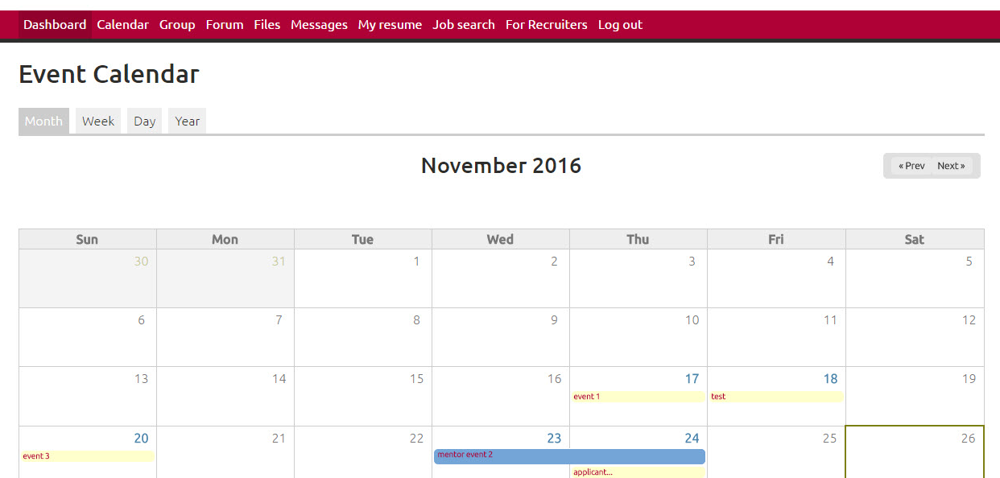 Dashboard Calendar Group Forum Files Messages My resume Job search For Recruiters Log out
Event Calendar
Month Week Day Year
November 2016
« Prev Next »
Sun Mon Tue Wed Thu Fri Sat
30 31 1 2 3 4 5
6 7 8 9 10 11 12
13 14 15 16 17 18 19
event 1 test
20 21 22 23 24 25 26
event 3 mentor event 2
applicant...